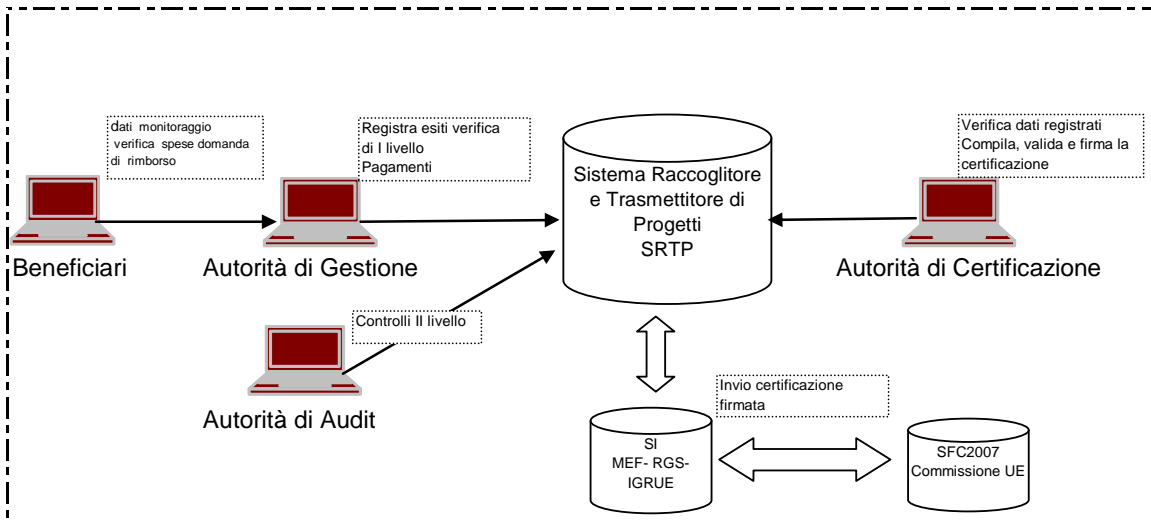 dati monitoraggio
verifica spese domanda
di rimborso
Registra esiti verifica
di I livello
Pagamenti
Verifica dati registrati
Compila, valida e firma la
certificazione
Sistema Raccoglitore
e Trasmettitore di
Progetti
SRTP
Beneficiari
Autorità di Gestione
Autorità di Certificazione
Controlli II livello
Autorità di Audit
Invio certificazione
firmata
SI
MEF- RGS-
IGRUE
SFC2007
Commissione UE